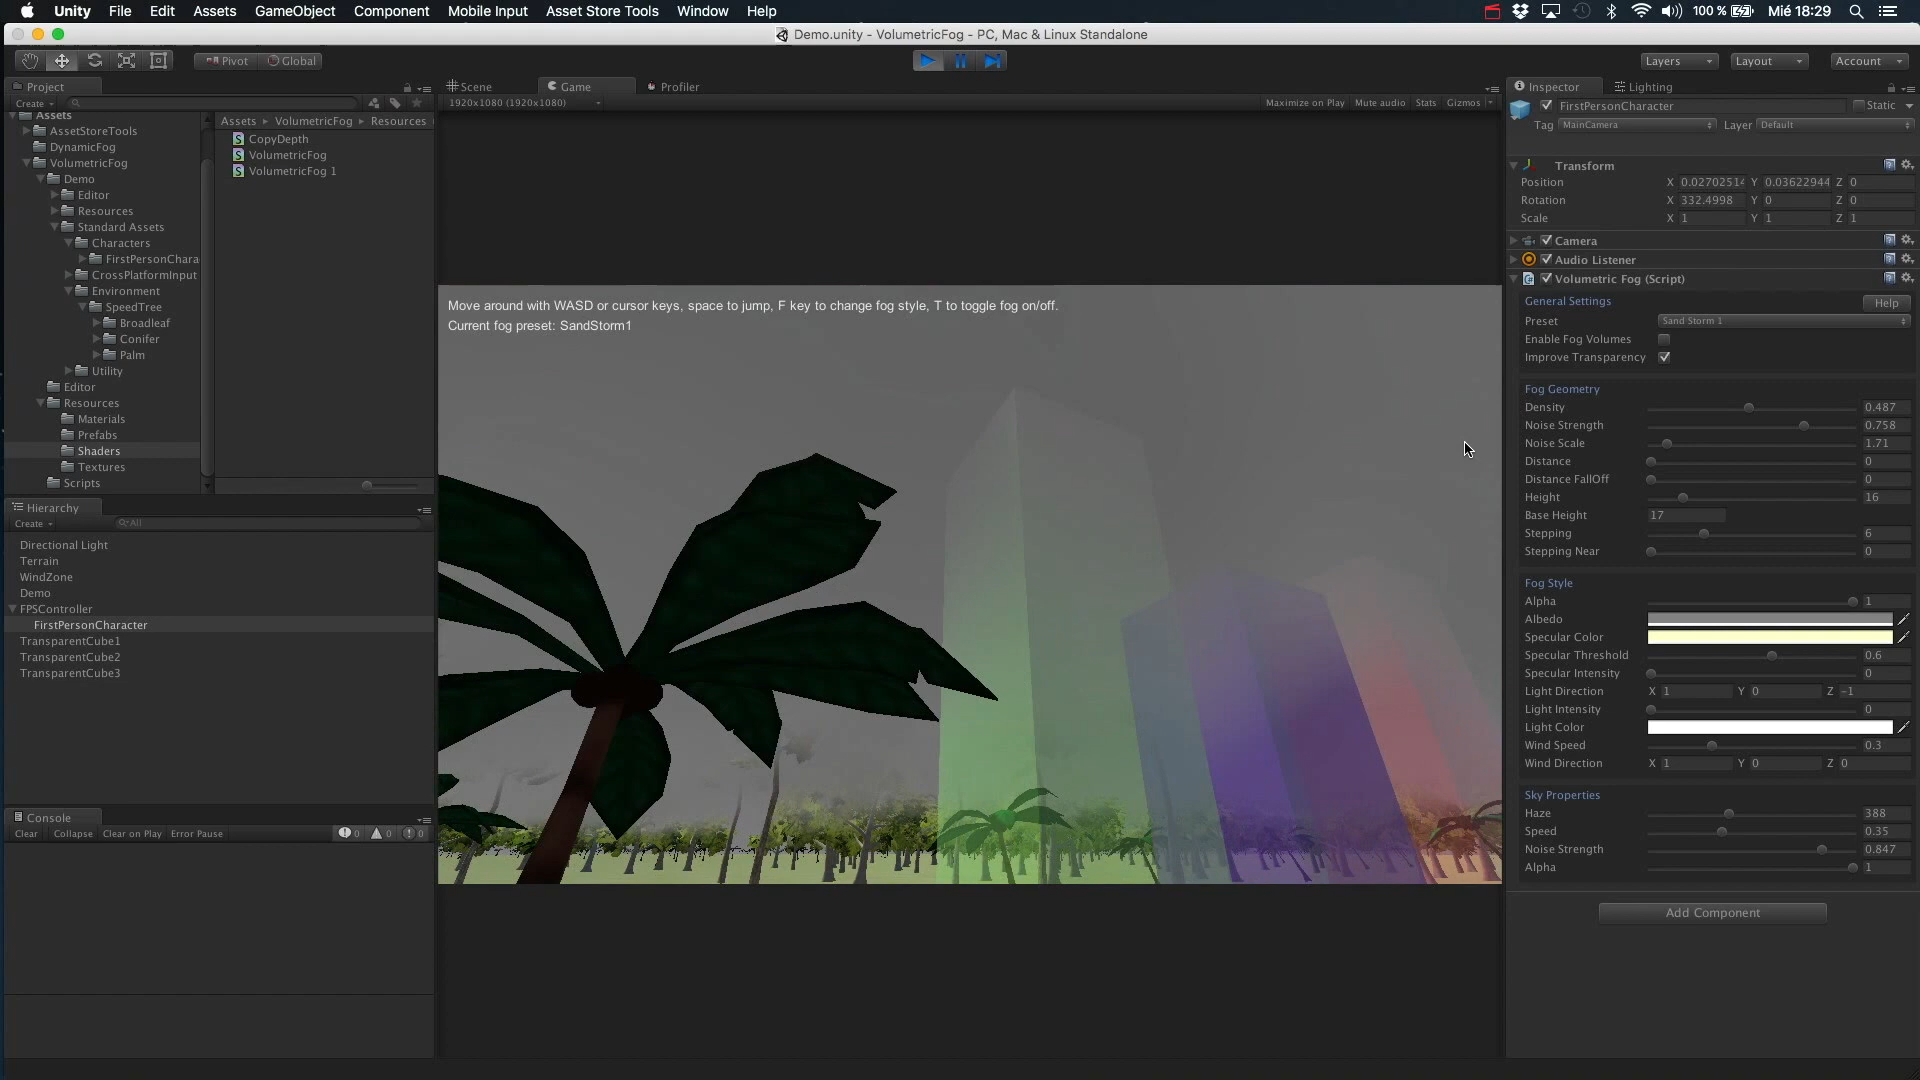 Unity File Edit Assets GameObject Component Mobile Input Asset Store Tools Window Help 100 % Mié 18:29
Demo.unity - VolumetricFog - PC, Mac & Linux Standalone
Pivot Global Layers Layout Account
Project
Create
Assets
AssetStoreTools
DynamicFog
VolumetricFog
Demo
Editor
Resources
Standard Assets
Characters
FirstPersonChara
CrossPlatformInput
Environment
SpeedTree
Broadleaf
Conifer
Palm
Utility
Editor
Resources
Materials
Prefabs
Shaders
Textures
Scripts
Assets VolumetricFog Resources
CopyDepth
VolumetricFog
VolumetricFog 1
Hierarchy
Create All
Directional Light
Terrain
WindZone
Demo
FPSController
FirstPersonCharacter
TransparentCube1
TransparentCube2
TransparentCube3
Console
Clear Collapse Clear on Play Error Pause 0 0 0
Scene Game Profiler
1920x1080 (1920x1080) Maximize on Play Mute audio Stats Gizmos
Move around with WASD or cursor keys, space to jump, F key to change fog style, T to toggle fog on/off.
Current fog preset: SandStorm1
Inspector Lighting
FirstPersonCharacter Static
Tag MainCamera Layer Default
Transform
Position X 0.02702514 Y 0.03622944 Z 0
Rotation X 332.4998 Y 0 Z 0
Scale X 1 Y 1 Z 1
Camera
Audio Listener
Volumetric Fog (Script)
General Settings Help
Preset Sand Storm 1
Enable Fog Volumes
Improve Transparency
Fog Geometry
Density 0.487
Noise Strength 0.758
Noise Scale 1.71
Distance 0
Distance FallOff 0
Height 16
Base Height 17
Stepping 6
Stepping Near 0
Fog Style
Alpha 1
Albedo
Specular Color
Specular Threshold 0.6
Specular Intensity 0
Light Direction X 1 Y 0 Z -1
Light Intensity 0
Light Color
Wind Speed 0.3
Wind Direction X 1 Y 0 Z 0
Sky Properties
Haze 388
Speed 0.35
Noise Strength 0.847
Alpha 1
Add Component